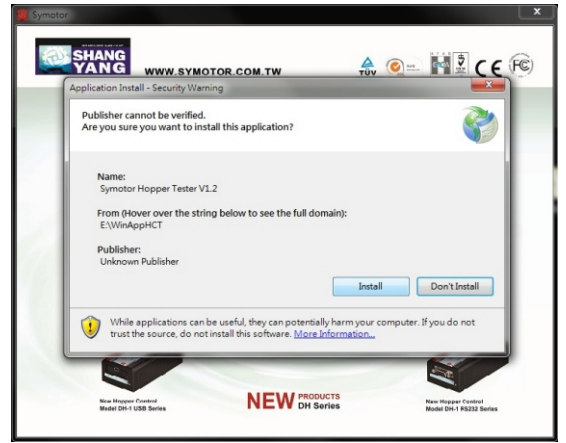 Symotor
SHANG
YANG
WWW.SYMOTOR.COM.TW
TÜV
CE
FC
Application Install - Security Warning
Publisher cannot be verified.
Are you sure you want to install this application?
Name:
Symotor Hopper Tester V1.2
From (Hover over the string below to see the full domain):
E:\WinAppHCT
Publisher:
Unknown Publisher
Install
Don't Install
While applications can be useful, they can potentially harm your computer. If you do not
trust the source, do not install this software. More Information...
New Hopper Control
Model DH-1 USB Series
NEW PRODUCTS
DH Series
New Hopper Control
Model DH-1 RS232 Series